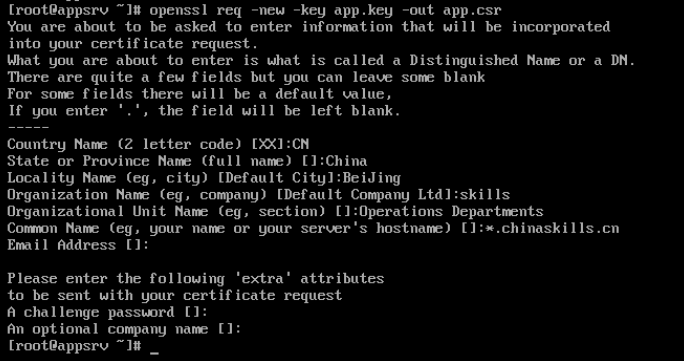 [root@appsrv ~]# openssl req -new -key app.key -out app.csr
You are about to be asked to enter information that will be incorporated
into your certificate request.
What you are about to enter is what is called a Distinguished Name or a DN.
There are quite a few fields but you can leave some blank
For some fields there will be a default value,
If you enter '.', the field will be left blank.
-----
Country Name (2 letter code) [XX]:CN
State or Province Name (full name) []:China
Locality Name (eg, city) [Default City]:BeiJing
Organization Name (eg, company) [Default Company Ltd]:skills
Organizational Unit Name (eg, section) []:Operations Departments
Common Name (eg, your name or your server's hostname) []:*.chinaskills.cn
Email Address []:
Please enter the following 'extra' attributes
to be sent with your certificate request
A challenge password []:
An optional company name []:
[root@appsrv ~]# _